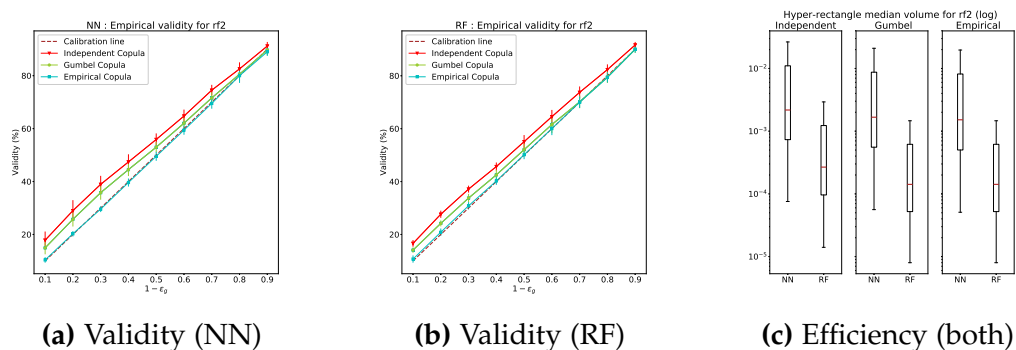 NN : Empirical validity for rf2
Calibration line
Independent Copula
Gumbel Copula
Empirical Copula
Validity (%)
80
60
40
20
0.1 0.2 0.3 0.4 0.5 0.6 0.7 0.8 0.9
1 − ε_g
(a) Validity (NN)
RF : Empirical validity for rf2
Calibration line
Independent Copula
Gumbel Copula
Empirical Copula
Validity (%)
80
60
40
20
0.1 0.2 0.3 0.4 0.5 0.6 0.7 0.8 0.9
1 − ε_g
(b) Validity (RF)
Hyper-rectangle median volume for rf2 (log)
Independent Gumbel Empirical
10⁻²
10⁻³
10⁻⁴
10⁻⁵
NN RF NN RF NN RF
(c) Efficiency (both)